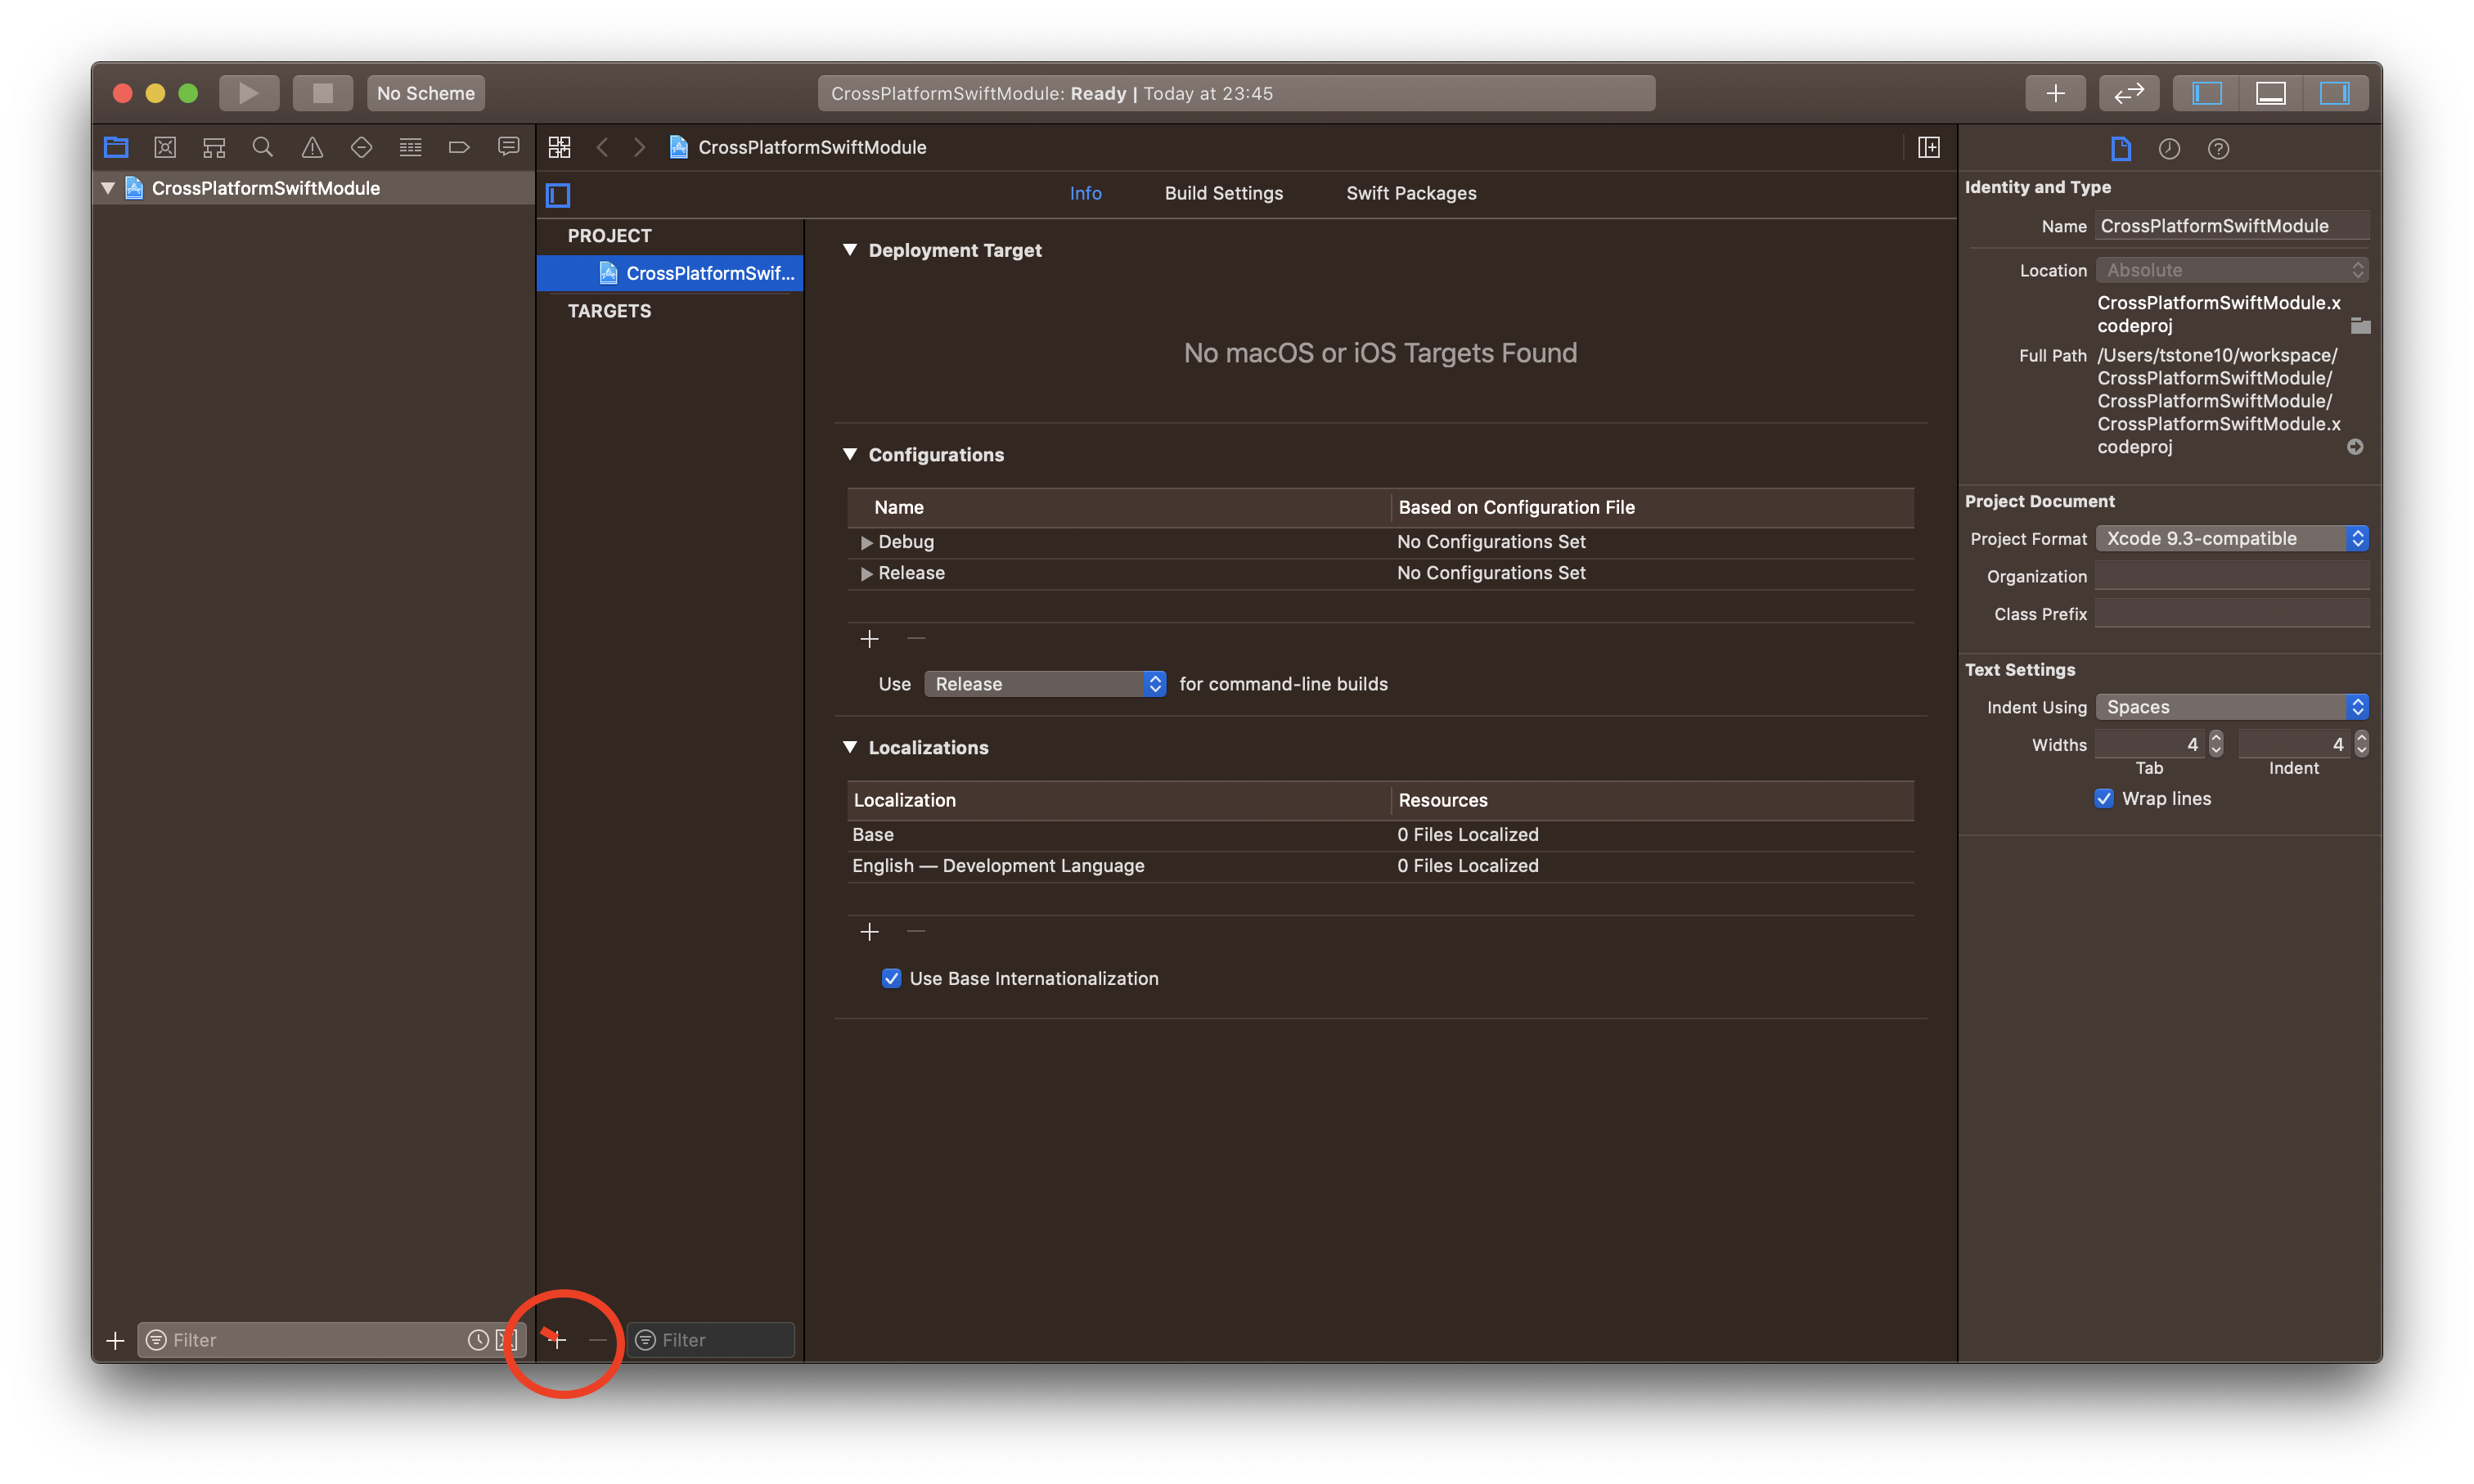 No Scheme
CrossPlatformSwiftModule: Ready | Today at 23:45
CrossPlatformSwiftModule
CrossPlatformSwiftModule
Info Build Settings Swift Packages
PROJECT
CrossPlatformSwif...
TARGETS
Deployment Target
No macOS or iOS Targets Found
Configurations
Name Based on Configuration File
Debug No Configurations Set
Release No Configurations Set
Use Release for command-line builds
Localizations
Localization Resources
Base 0 Files Localized
English — Development Language 0 Files Localized
Use Base Internationalization
Filter
Filter
Identity and Type
Name CrossPlatformSwiftModule
Location Absolute
CrossPlatformSwiftModule.x
codeproj
Full Path /Users/tstone10/workspace/
CrossPlatformSwiftModule/
CrossPlatformSwiftModule/
CrossPlatformSwiftModule.x
codeproj
Project Document
Project Format Xcode 9.3-compatible
Organization
Class Prefix
Text Settings
Indent Using Spaces
Widths 4 4
Tab Indent
Wrap lines